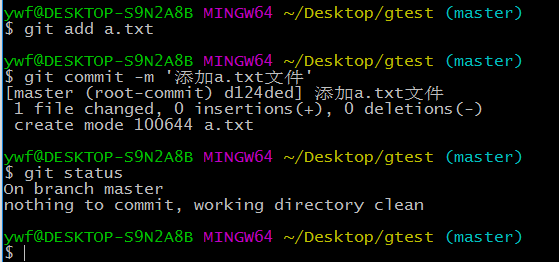 ywf@DESKTOP-S9N2A8B MINGW64 ~/Desktop/gtest (master)
$ git add a.txt
ywf@DESKTOP-S9N2A8B MINGW64 ~/Desktop/gtest (master)
$ git commit -m '添加a.txt文件'
[master (root-commit) d124ded] 添加a.txt文件
 1 file changed, 0 insertions(+), 0 deletions(-)
 create mode 100644 a.txt
ywf@DESKTOP-S9N2A8B MINGW64 ~/Desktop/gtest (master)
$ git status
On branch master
nothing to commit, working directory clean
ywf@DESKTOP-S9N2A8B MINGW64 ~/Desktop/gtest (master)
$